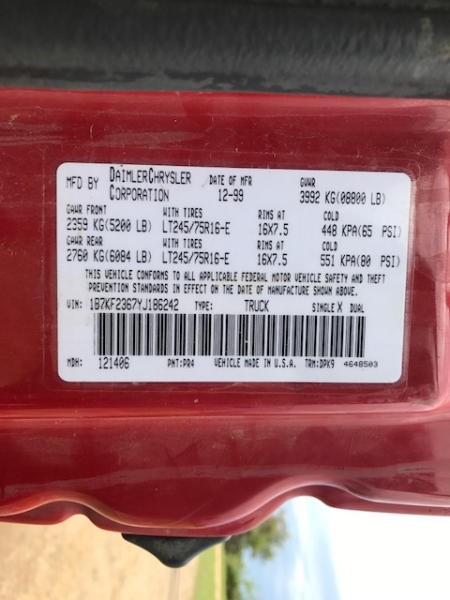 MFD BY DAIMLERCHRYSLER CORPORATION DATE OF MFR 12-99 GVWR 3992 KG(08800 LB)
GAWR FRONT WITH TIRES RIMS AT COLD
2359 KG(5200 LB) LT245/75R16-E 16X7.5 448 KPA(65 PSI)
GAWR REAR WITH TIRES RIMS AT COLD
2760 KG(6084 LB) LT245/75R16-E 16X7.5 551 KPA(80 PSI)
THIS VEHICLE CONFORMS TO ALL APPLICABLE FEDERAL MOTOR VEHICLE SAFETY AND THEFT
PREVENTION STANDARDS IN EFFECT ON THE DATE OF MANUFACTURE SHOWN ABOVE.
VIN: 1B7KF2367YJ186242 TYPE: TRUCK SINGLE X DUAL
MDH: 121406 PNT:PR4 VEHICLE MADE IN U.S.A. TRM:DPK9 4648503